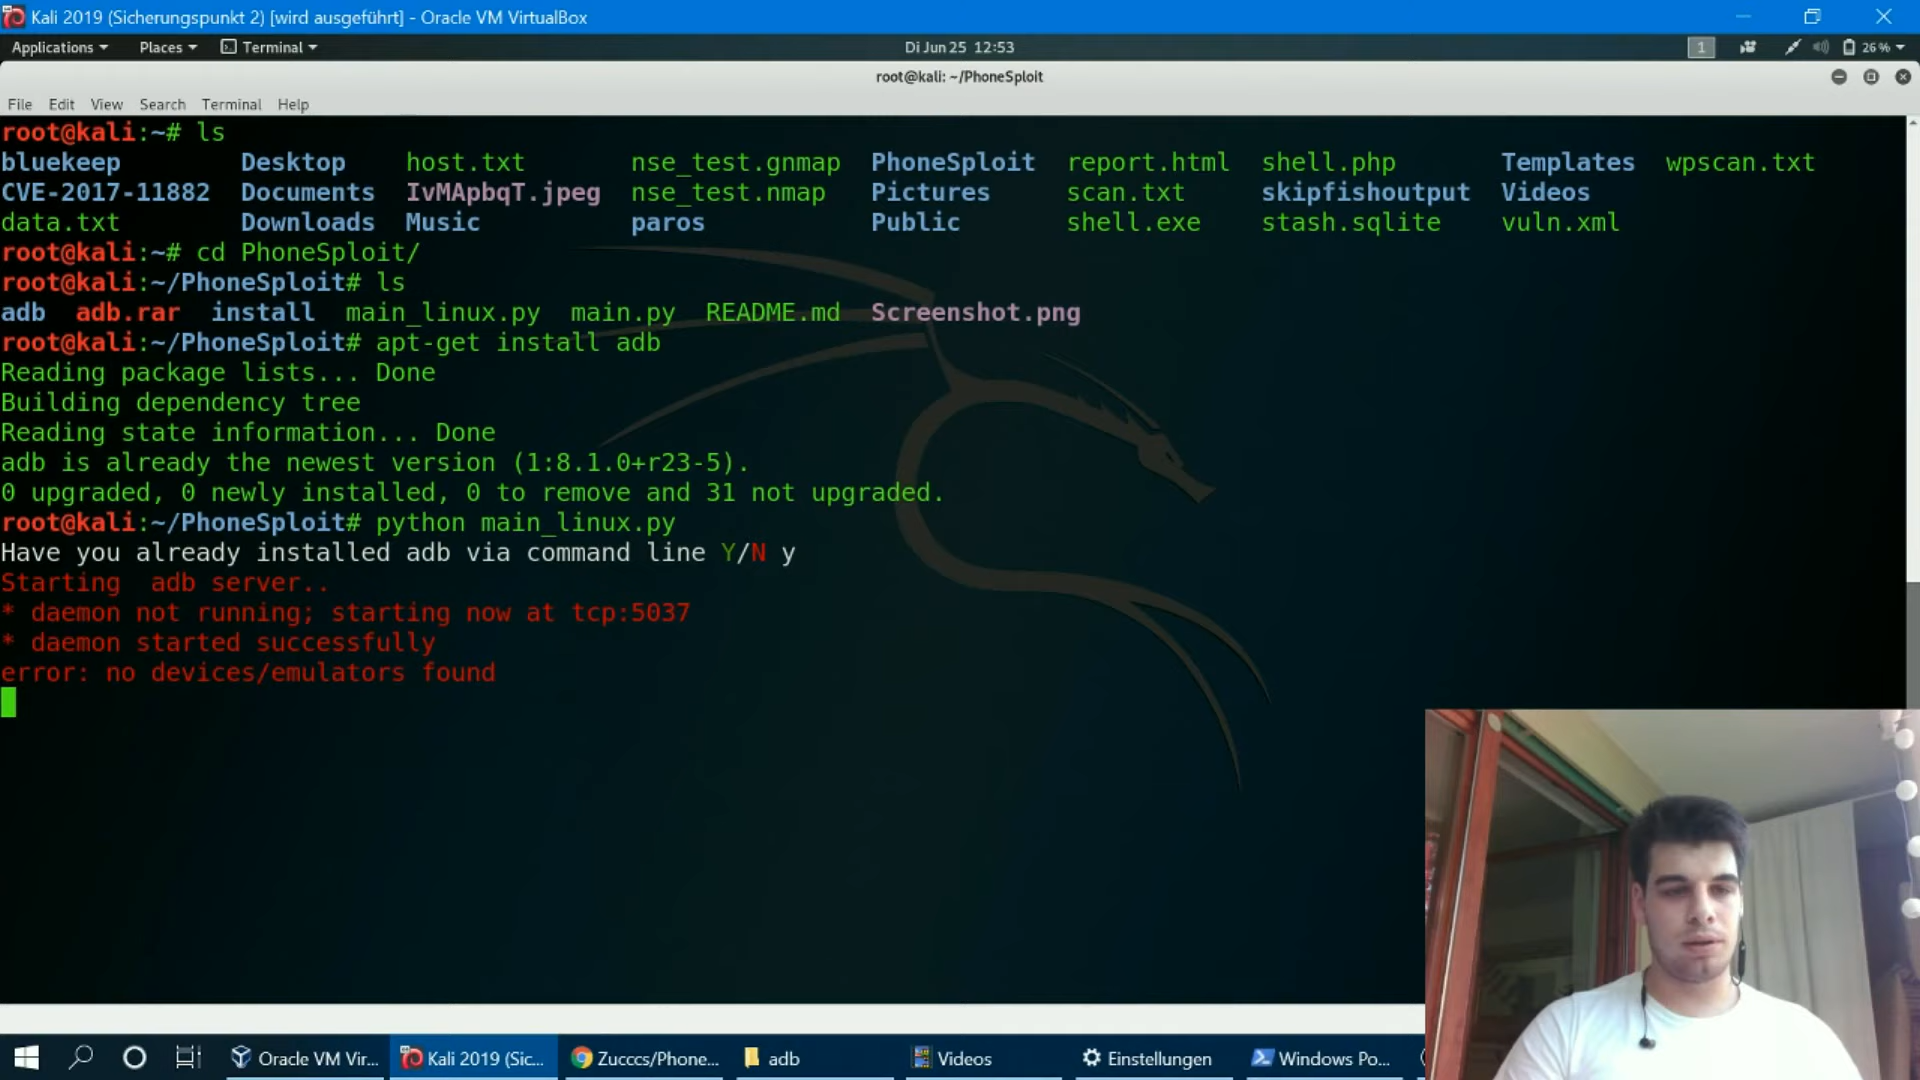 Kali 2019 (Sicherungspunkt 2) [wird ausgeführt] - Oracle VM VirtualBox
Applications Places Terminal Di Jun 25 12:53 1 26 %
root@kali: ~/PhoneSploit
File Edit View Search Terminal Help
root@kali:~# ls
bluekeep Desktop host.txt nse_test.gnmap PhoneSploit report.html shell.php Templates wpscan.txt
CVE-2017-11882 Documents IvMApbqT.jpeg nse_test.nmap Pictures scan.txt skipfishoutput Videos
data.txt Downloads Music paros Public shell.exe stash.sqlite vuln.xml
root@kali:~# cd PhoneSploit/
root@kali:~/PhoneSploit# ls
adb adb.rar install main_linux.py main.py README.md Screenshot.png
root@kali:~/PhoneSploit# apt-get install adb
Reading package lists... Done
Building dependency tree
Reading state information... Done
adb is already the newest version (1:8.1.0+r23-5).
0 upgraded, 0 newly installed, 0 to remove and 31 not upgraded.
root@kali:~/PhoneSploit# python main_linux.py
Have you already installed adb via command line Y/N y
Starting  adb server..
* daemon not running; starting now at tcp:5037
* daemon started successfully
error: no devices/emulators found
Oracle VM Vir... Kali 2019 (Sic... Zucccs/Phone... adb Videos Einstellungen Windows Po...